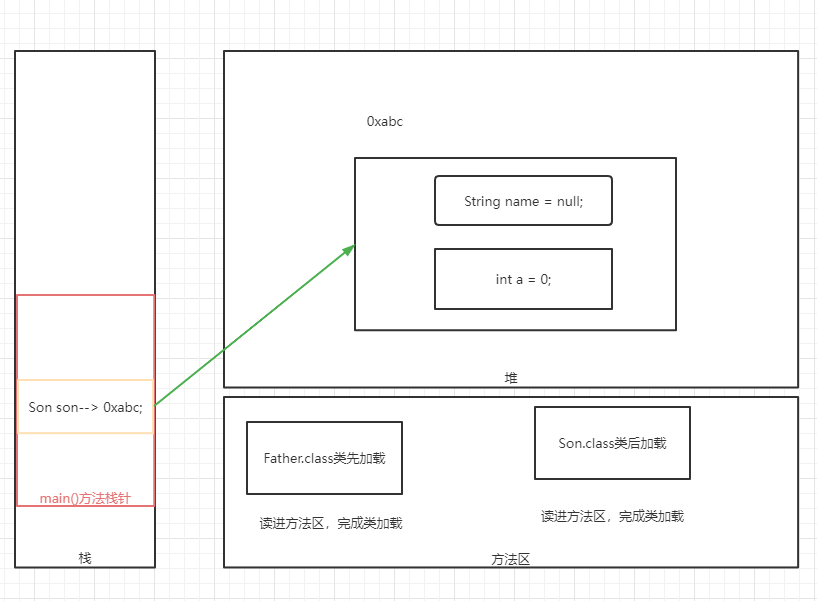 0xabc
String name = null;
int a = 0;
堆
Son son--> 0xabc;
main()方法栈针
栈
Father.class类先加载
Son.class类后加载
读进方法区，完成类加载
读进方法区，完成类加载
方法区